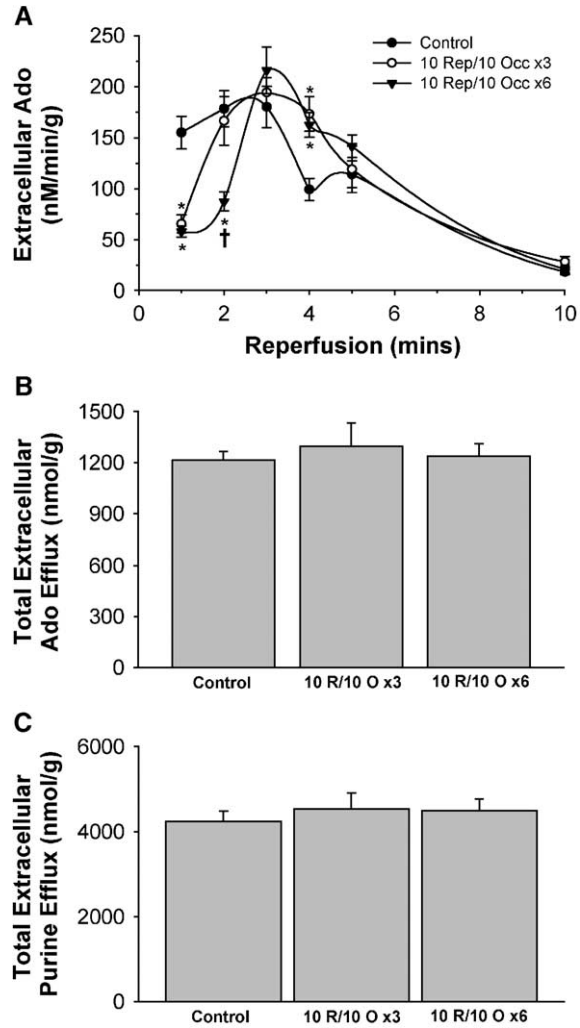 A
Extracellular Ado
(nM/min/g)
250
200
150
100
50
0
Control
10 Rep/10 Occ x3
10 Rep/10 Occ x6
*
*
*
†
*
*
0 2 4 6 8 10
Reperfusion (mins)
B
Total Extracellular
Ado Efflux (nmol/g)
1500
1200
900
600
300
0
Control 10 R/10 O x3 10 R/10 O x6
C
Total Extracellular
Purine Efflux (nmol/g)
6000
4000
2000
0
Control 10 R/10 O x3 10 R/10 O x6